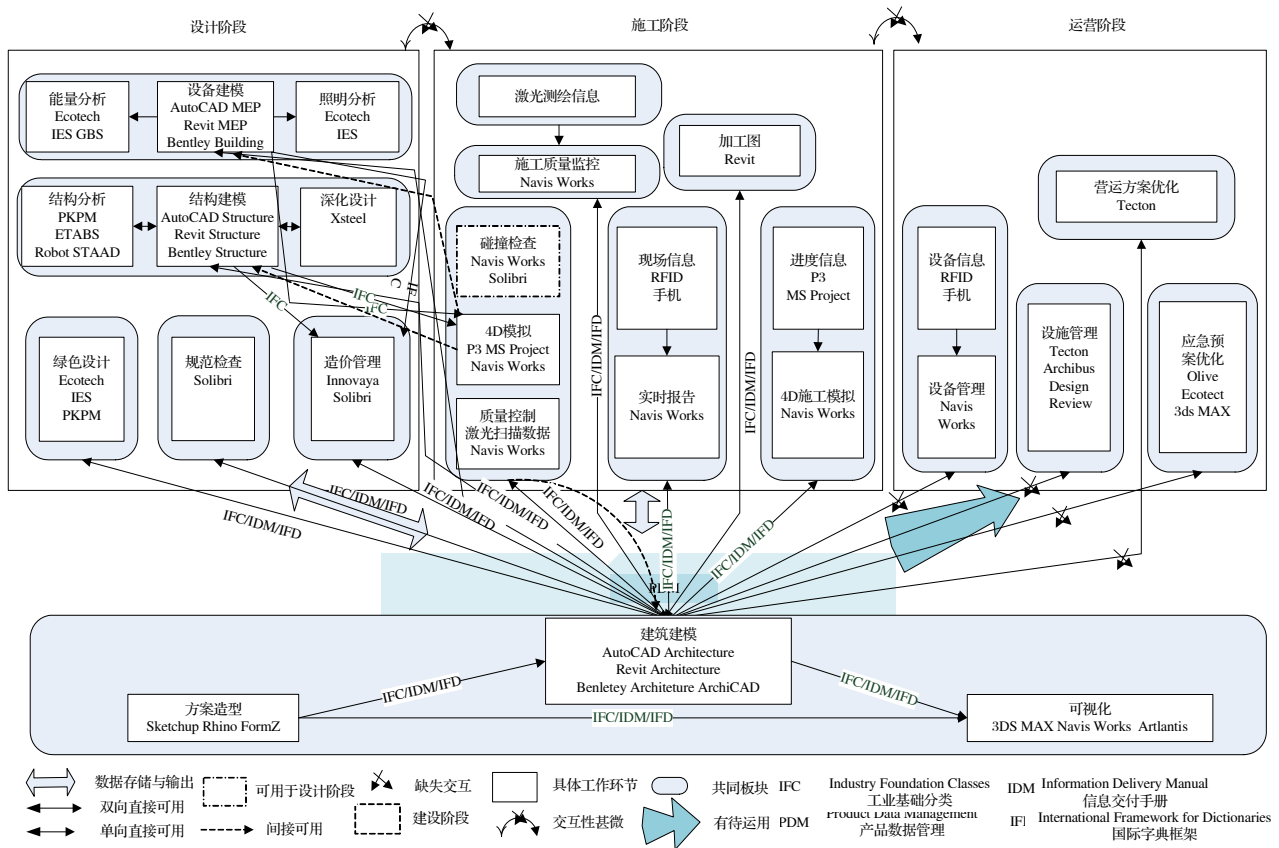 设计阶段
施工阶段
运营阶段
能量分析
Ecotech
IES GBS
设备建模
AutoCAD MEP
Revit MEP
Bentley Building
照明分析
Ecotech
IES
结构分析
PKPM
ETABS
Robot STAAD
结构建模
AutoCAD Structure
Revit Structure
Bentley Structure
深化设计
Xsteel
IFC
IFC
IFC
IFC
绿色设计
Ecotech
IES
PKPM
规范检查
Solibri
造价管理
Innovaya
Solibri
激光测绘信息
施工质量监控
Navis Works
加工图
Revit
碰撞检查
Navis Works
Solibri
4D模拟
P3 MS Project
Navis Works
质量控制
激光扫描数据
Navis Works
现场信息
RFID
手机
实时报告
Navis Works
进度信息
P3
MS Project
4D施工模拟
Navis Works
营运方案优化
Tecton
设备信息
RFID
手机
设备管理
Navis
Works
设施管理
Tecton
Archibus
Design
Review
应急预
案优化
Olive
Ecotect
3ds MAX
IFC/IDM/IFD
IFC/IDM/IFD
IFC/IDM/IFD
IFC/IDM/IFD
IFC/IDM/IFD
IFC/IDM/IFD
IFC/IDM/IFD
IFC/IDM/IFD
IFC/IDM/IFD
建筑建模
AutoCAD Architecture
Revit Architecture
Benletey Architeture ArchiCAD
IFC/IDM/IFD
IFC/IDM/IFD
IFC/IDM/IFD
方案造型
Sketchup Rhino FormZ
可视化
3DS MAX Navis Works Artlantis
数据存储与输出
可用于设计阶段
缺失交互
具体工作环节
共同板块
IFC
Industry Foundation Classes
工业基础分类
IDM
Information Delivery Manual
信息交付手册
双向直接可用
单向直接可用
间接可用
建设阶段
交互性甚微
有待运用
PDM
Product Data Management
产品数据管理
International Framework for Dictionaries
国际字典框架